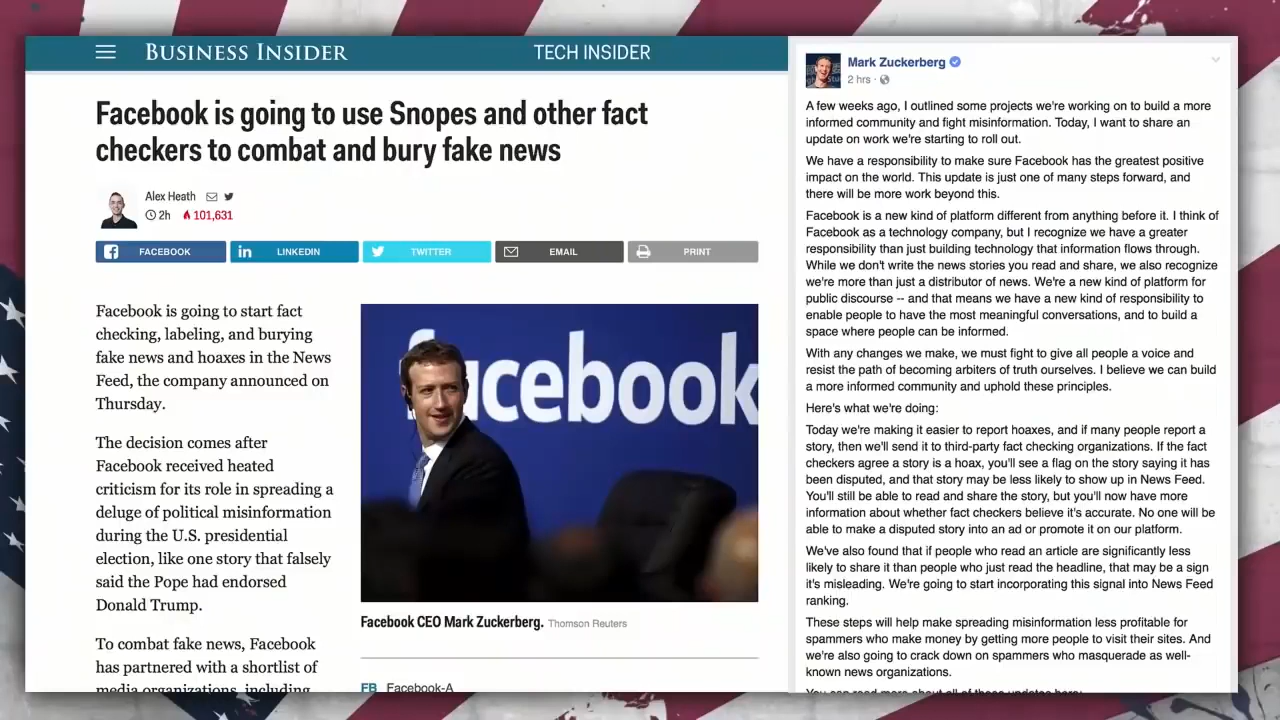 BUSINESS INSIDER
TECH INSIDER
Facebook is going to use Snopes and other fact
checkers to combat and bury fake news
Alex Heath
2h 101,631
FACEBOOK
LINKEDIN
TWITTER
EMAIL
PRINT
Facebook is going to start fact
checking, labeling, and burying
fake news and hoaxes in the News
Feed, the company announced on
Thursday.
The decision comes after
Facebook received heated
criticism for its role in spreading a
deluge of political misinformation
during the U.S. presidential
election, like one story that falsely
said the Pope had endorsed
Donald Trump.
To combat fake news, Facebook
has partnered with a shortlist of
media organizations, including
facebook
Facebook CEO Mark Zuckerberg. Thomson Reuters
FB Facebook-A
Mark Zuckerberg
2 hrs ·
A few weeks ago, I outlined some projects we're working on to build a more
informed community and fight misinformation. Today, I want to share an
update on work we're starting to roll out.
We have a responsibility to make sure Facebook has the greatest positive
impact on the world. This update is just one of many steps forward, and
there will be more work beyond this.
Facebook is a new kind of platform different from anything before it. I think of
Facebook as a technology company, but I recognize we have a greater
responsibility than just building technology that information flows through.
While we don't write the news stories you read and share, we also recognize
we're more than just a distributor of news. We're a new kind of platform for
public discourse -- and that means we have a new kind of responsibility to
enable people to have the most meaningful conversations, and to build a
space where people can be informed.
With any changes we make, we must fight to give all people a voice and
resist the path of becoming arbiters of truth ourselves. I believe we can build
a more informed community and uphold these principles.
Here's what we're doing:
Today we're making it easier to report hoaxes, and if many people report a
story, then we'll send it to third-party fact checking organizations. If the fact
checkers agree a story is a hoax, you'll see a flag on the story saying it has
been disputed, and that story may be less likely to show up in News Feed.
You'll still be able to read and share the story, but you'll now have more
information about whether fact checkers believe it's accurate. No one will be
able to make a disputed story into an ad or promote it on our platform.
We've also found that if people who read an article are significantly less
likely to share it than people who just read the headline, that may be a sign
it's misleading. We're going to start incorporating this signal into News Feed
ranking.
These steps will help make spreading misinformation less profitable for
spammers who make money by getting more people to visit their sites. And
we're also going to crack down on spammers who masquerade as well-
known news organizations.
You can read more about all of these updates here: